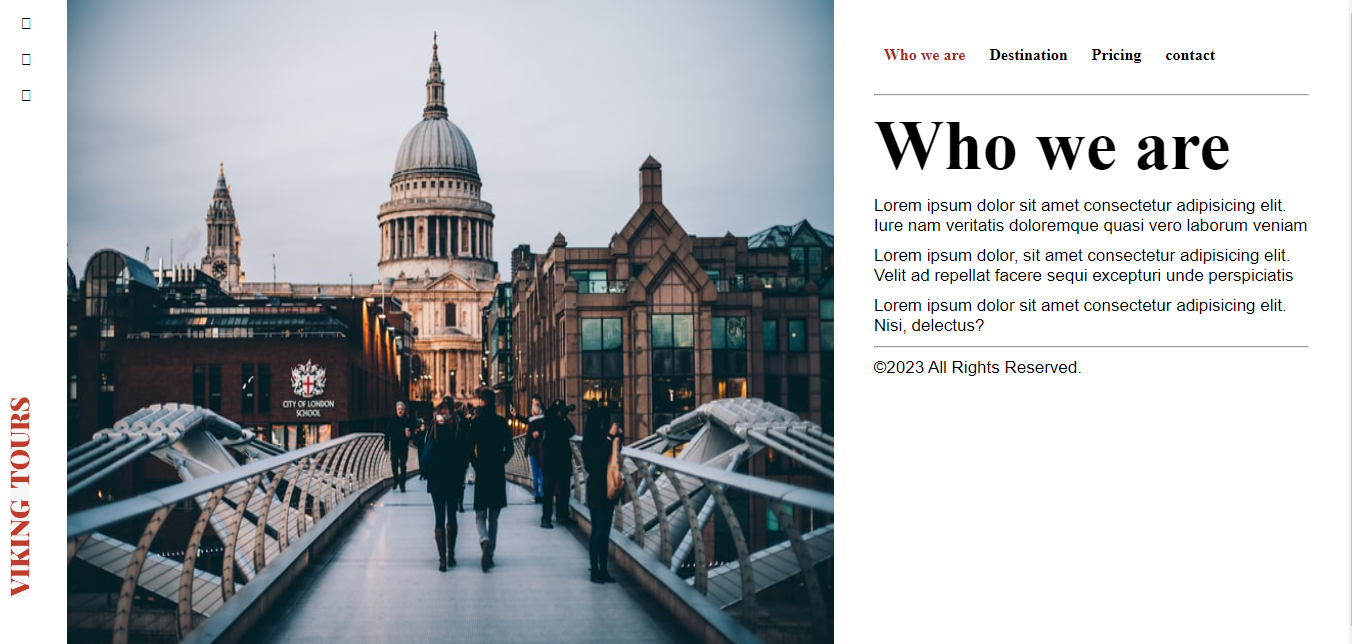 VIKING TOURS
CITY OF LONDON
SCHOOL
Who we are Destination Pricing contact
Who we are
Lorem ipsum dolor sit amet consectetur adipisicing elit.
Iure nam veritatis doloremque quasi vero laborum veniam
Lorem ipsum dolor, sit amet consectetur adipisicing elit.
Velit ad repellat facere sequi excepturi unde perspiciatis
Lorem ipsum dolor sit amet consectetur adipisicing elit.
Nisi, delectus?
©2023 All Rights Reserved.